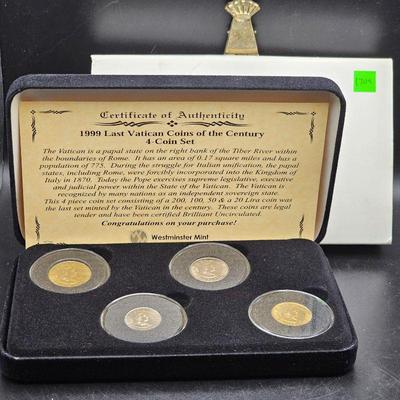 Certificate of Authenticity
1999 Last Vatican Coins of the Century
4-Coin Set
The Vatican is a papal state on the right bank of the Tiber River within
the boundaries of Rome. It has an area of 0.17 square miles and has a
population of 775. During the struggle for Italian unification, the papal
states, including Rome, were forcibly incorporated into the Kingdom of
Italy in 1870. Today the Pope exercises supreme legislative, executive
and judicial power within the State of the Vatican. The Vatican is
recognized by many nations as an independent sovereign state.
This 4 piece coin set consisting of a 200, 100, 50 & a 20 Lira coin was
the last set minted by the Vatican in the century. These coins are legal
tender and have been certified Brilliant Uncirculated.
Congratulations on your purchase!
Westminster Mint